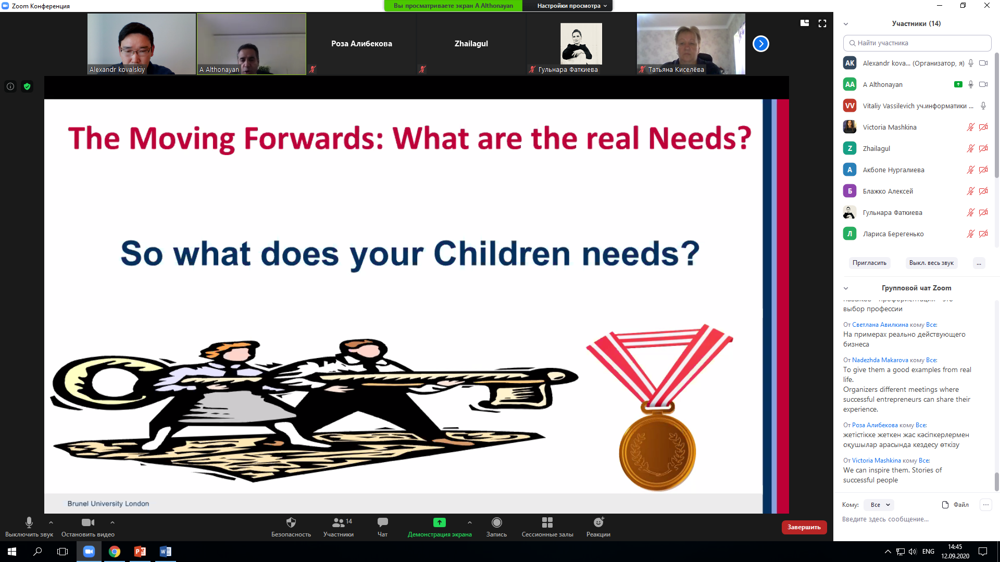 Zoom Конференция
Вы просматриваете экран A Althonayan
Настройки просмотра
Alexandr kovalskiy
A Althonayan
Роза Алибекова
Zhailagul
Гульнара Фаткиева
Татьяна Киселёва
The Moving Forwards: What are the real Needs?
So what does your Children needs?
Brunel University London
Участники (14)
Найти участника
AK
Alexandr kova... (Организатор, я)
AA
A Althonayan
VV
Vitaliy Vassilevich уч.информатики ...
Victoria Mashkina
Z
Zhailagul
А
Акбопе Нургалиева
Б
Блажко Алексей
Гульнара Фаткиева
Л
Лариса Берегенько
Пригласить
Выкл. весь звук
...
Групповой чат Zoom
выбор профессии
От Светлана Авилкина кому Все:
На примерах реально действующего
бизнеса
От Nadezhda Makarova кому Все:
To give them a good examples from real
life.
Organizers different meetings where
successful entrepreneurs can share their
experience.
От Роза Алибекова кому Все:
жетістікке жеткен жас кәсіпкерлермен
оқушылар арасында кездесу өткізу
От Victoria Mashkina кому Все:
We can inspire them. Stories of
successful people
Кому:
Все
Файл
Введите здесь сообщение...
Выключить звук
Остановить видео
Безопасность
14
Участники
Чат
Демонстрация экрана
Запись
Сессионные залы
Реакции
Завершить
ENG
14:45
12.09.2020